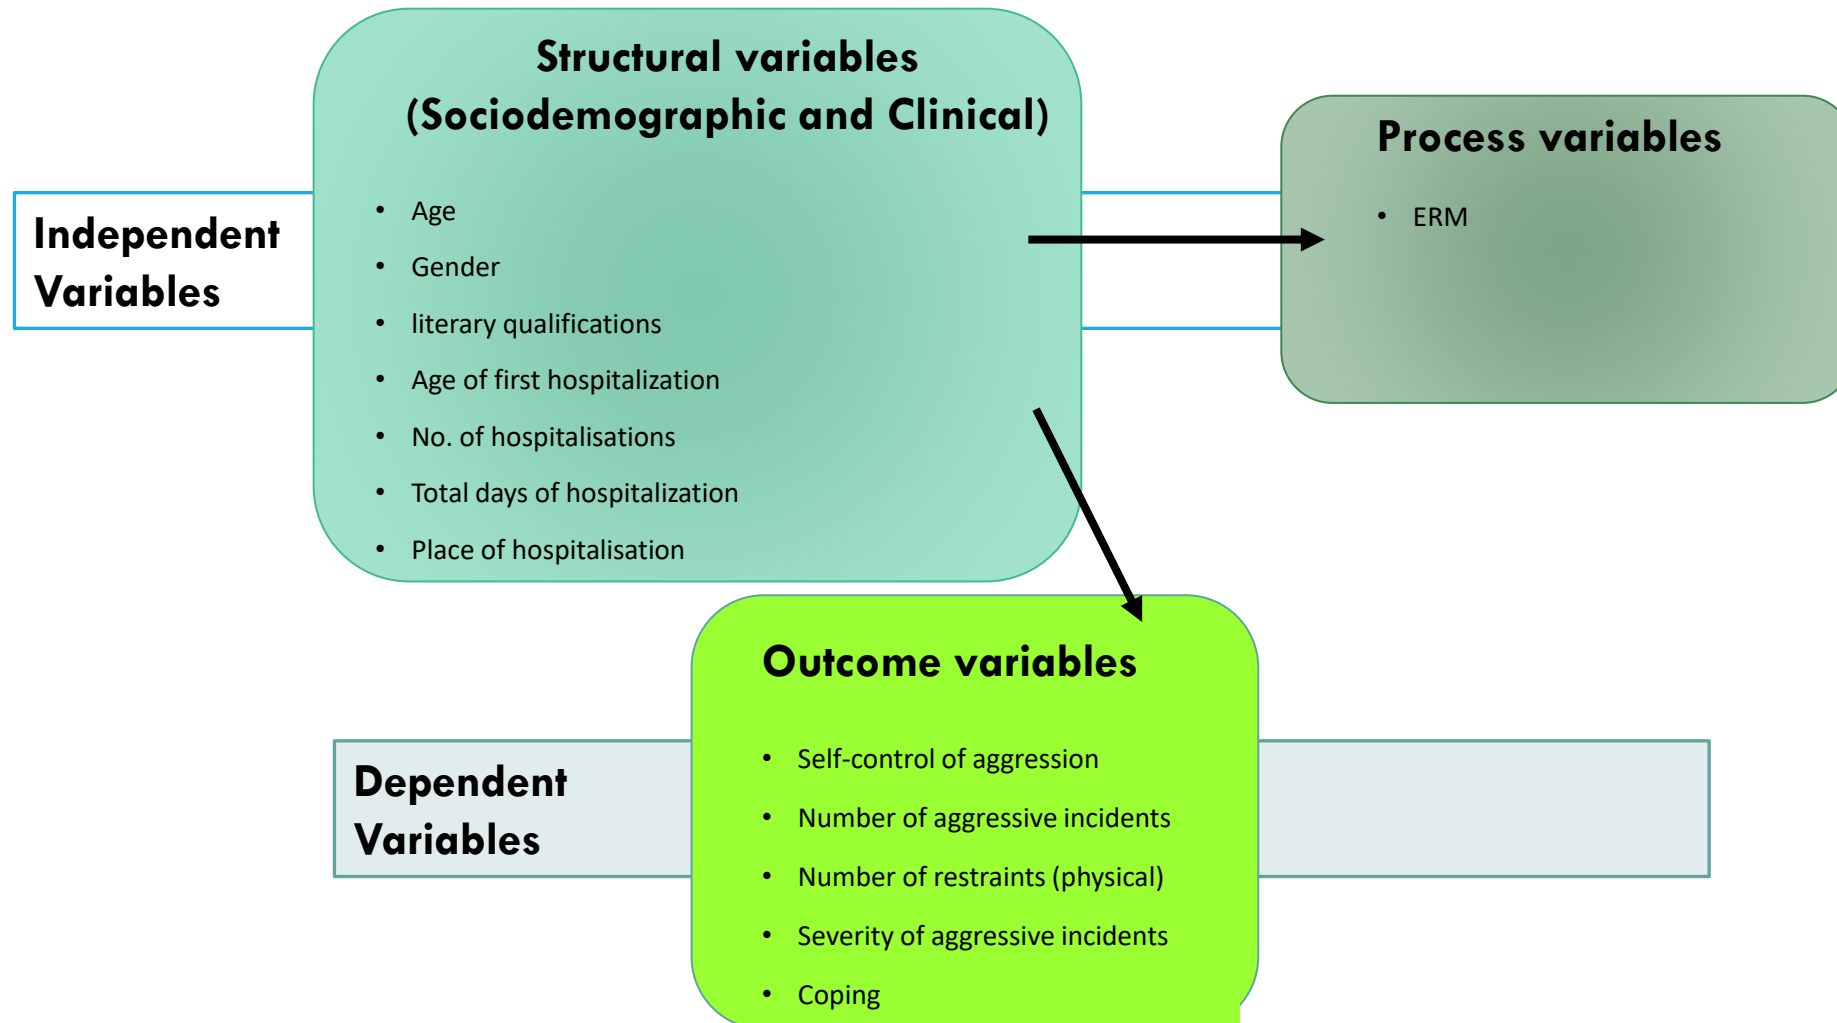 Structural variables
(Sociodemographic and Clinical)
Independent
Variables
• Age
• Gender
• literary qualifications
• Age of first hospitalization
• No. of hospitalisations
• Total days of hospitalization
• Place of hospitalisation
Process variables
• ERM
Outcome variables
Dependent
Variables
• Self-control of aggression
• Number of aggressive incidents
• Number of restraints (physical)
• Severity of aggressive incidents
• Coping